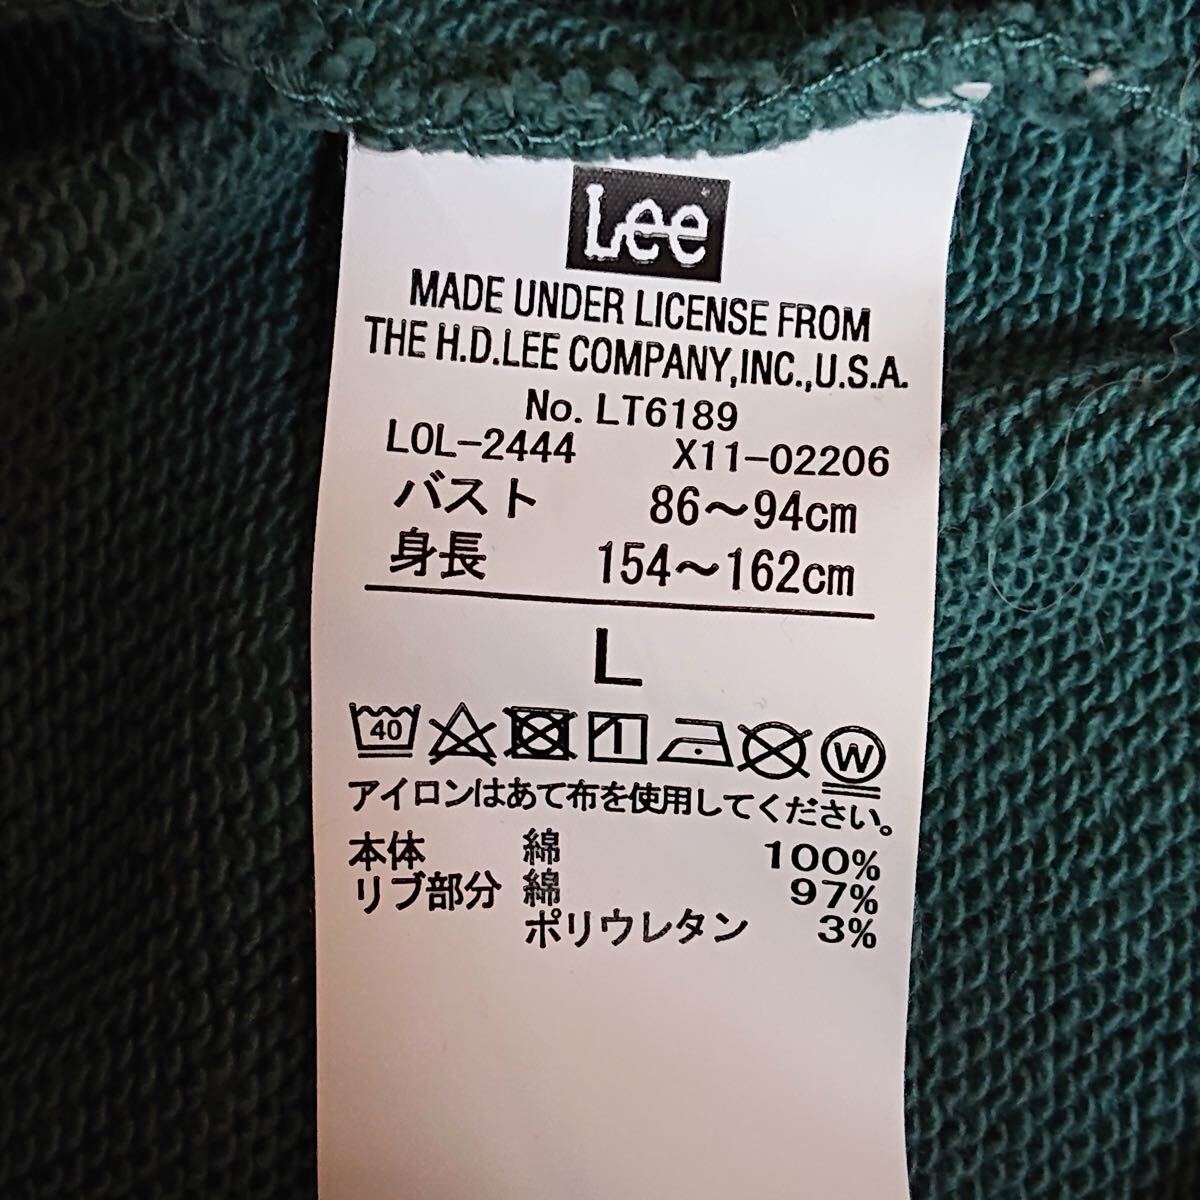 Lee
MADE UNDER LICENSE FROM
THE H.D.LEE COMPANY,INC.,U.S.A.
No. LT6189
LOL-2444 X11-02206
バスト 86～94cm
身長 154～162cm
L
40 W
アイロンはあて布を使用してください。
本体 綿 100%
リブ部分 綿 97%
ポリウレタン 3%